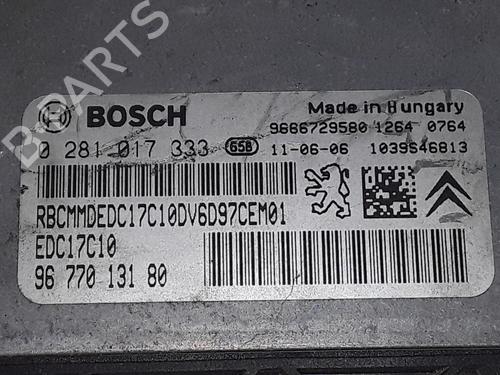 BOSCH
Made in Hungary
9686729580 1264 0764
0 281 017 333 658 11-06-06 1039S46813
RBCMMDEDC17C10DV6D97CEM01
EDC17C10
96 770 131 80
B-PARTS